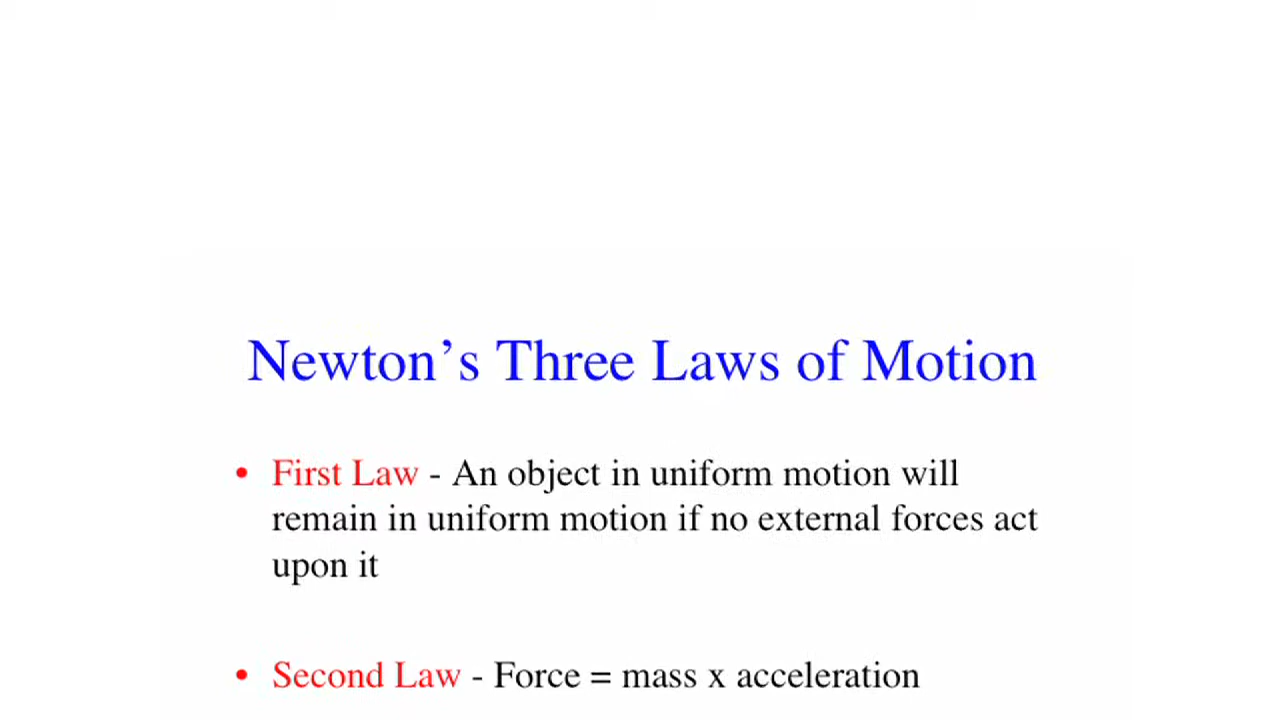 Newton’s Three Laws of Motion
• First Law - An object in uniform motion will
remain in uniform motion if no external forces act
upon it
• Second Law - Force = mass x acceleration